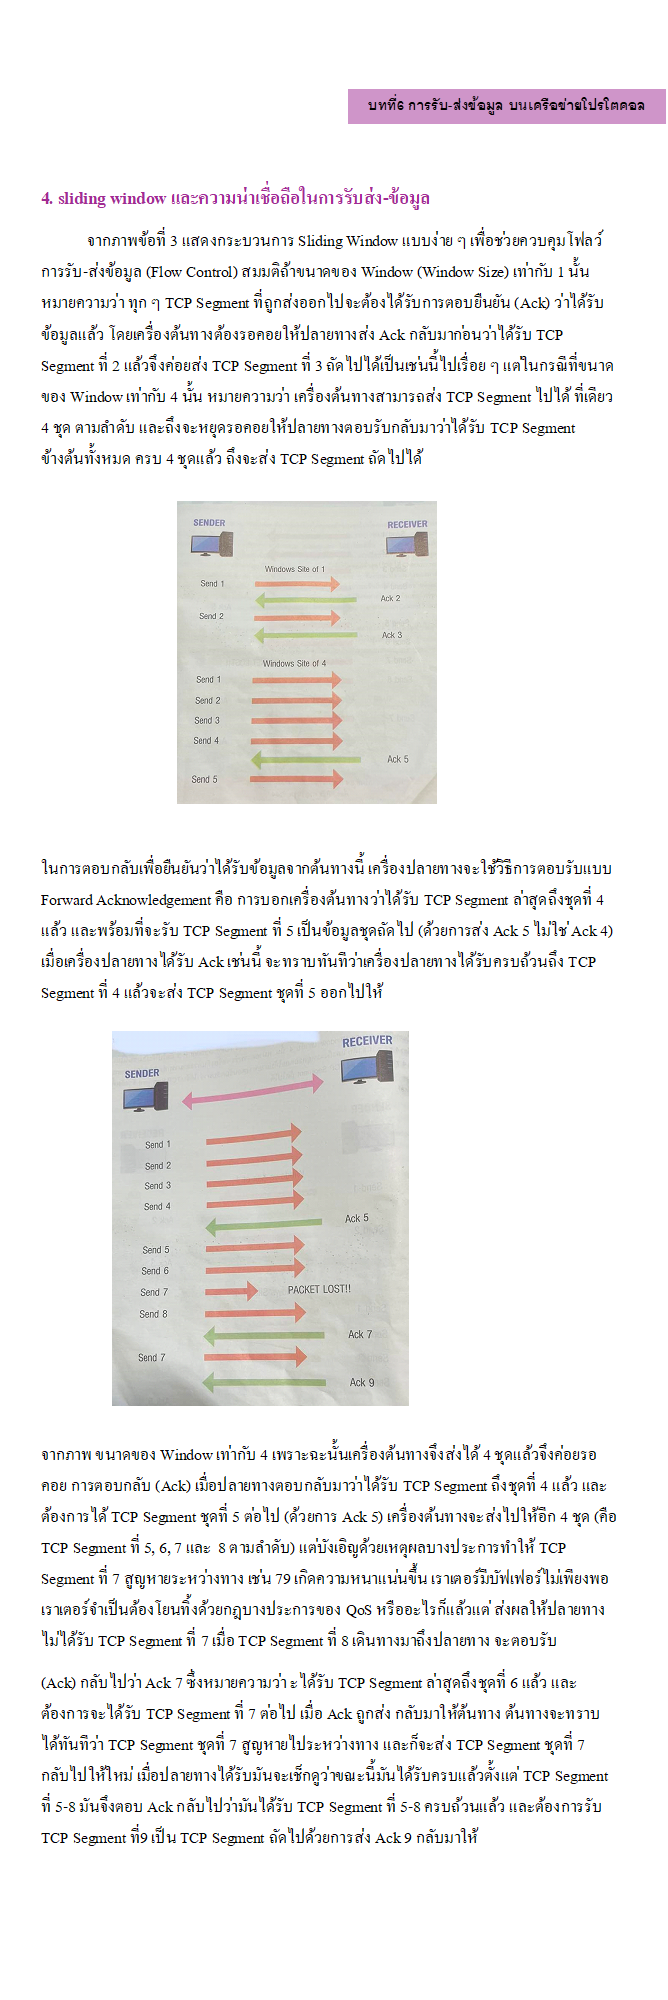 บทที่6 การรับ-ส่งข้อมูล บนเครือข่ายโปรโตคอล
4. sliding window และความน่าเชื่อถือในการรับส่ง-ข้อมูล
จากภาพข้อที่ 3 แสดงกระบวนการ Sliding Window แบบง่าย ๆ เพื่อช่วยควบคุมโฟลว์
การรับ-ส่งข้อมูล (Flow Control) สมมติถ้าขนาดของ Window (Window Size) เท่ากับ 1 นั้น
หมายความว่า ทุก ๆ TCP Segment ที่ถูกส่งออกไปจะต้องได้รับการตอบยืนยัน (Ack) ว่าได้รับ
ข้อมูลแล้ว โดยเครื่องต้นทางต้องรอคอยให้ปลายทางส่ง Ack กลับมาก่อนว่าได้รับ TCP
Segment ที่ 2 แล้วจึงค่อยส่ง TCP Segment ที่ 3 ถัดไปได้เป็นเช่นนี้ไปเรื่อย ๆ แต่ในกรณีที่ขนาด
ของ Window เท่ากับ 4 นั้น หมายความว่า เครื่องต้นทางสามารถส่ง TCP Segment ไปได้ ที่เดียว
4 ชุด ตามลำดับ และถึงจะหยุดรอคอยให้ปลายทางตอบรับกลับมาว่าได้รับ TCP Segment
ข้างต้นทั้งหมด ครบ 4 ชุดแล้ว ถึงจะส่ง TCP Segment ถัดไปได้
SENDER
RECEIVER
Windows Site of 1
Send 1
Ack 2
Send 2
Ack 3
Windows Site of 4
Send 1
Send 2
Send 3
Send 4
Ack 5
Send 5
ในการตอบกลับเพื่อยืนยันว่าได้รับข้อมูลจากต้นทางนี้ เครื่องปลายทางจะใช้วิธีการตอบรับแบบ
Forward Acknowledgement คือ การบอกเครื่องต้นทางว่าได้รับ TCP Segment ล่าสุดถึงชุดที่ 4
แล้ว และพร้อมที่จะรับ TCP Segment ที่ 5 เป็นข้อมูลชุดถัดไป (ด้วยการส่ง Ack 5 ไม่ใช่ Ack 4)
เมื่อเครื่องปลายทางได้รับ Ack เช่นนี้ จะทราบทันทีว่าเครื่องปลายทางได้รับครบถ้วนถึง TCP
Segment ที่ 4 แล้วจะส่ง TCP Segment ชุดที่ 5 ออกไปให้
RECEIVER
SENDER
Send 1
Send 2
Send 3
Send 4
Ack 5
Send 5
Send 6
Send 7 PACKET LOST!!
Send 8
Ack 7
Send 7
Ack 9
จากภาพ ขนาดของ Window เท่ากับ 4 เพราะฉะนั้นเครื่องต้นทางจึงส่งได้ 4 ชุดแล้วจึงค่อยรอ
คอย การตอบกลับ (Ack) เมื่อปลายทางตอบกลับมาว่าได้รับ TCP Segment ถึงชุดที่ 4 แล้ว และ
ต้องการได้ TCP Segment ชุดที่ 5 ต่อไป (ด้วยการ Ack 5) เครื่องต้นทางจะส่งไปให้อีก 4 ชุด (คือ
TCP Segment ที่ 5, 6, 7 และ 8 ตามลำดับ) แต่บังเอิญด้วยเหตุผลบางประการทำให้ TCP
Segment ที่ 7 สูญหายระหว่างทาง เช่น 79 เกิดความหนาแน่นขึ้น เราเตอร์มีบัฟเฟอร์ไม่เพียงพอ
เราเตอร์จำเป็นต้องโยนทิ้งด้วยกฎบางประการของ QoS หรืออะไรก็แล้วแต่ ส่งผลให้ปลายทาง
ไม่ได้รับ TCP Segment ที่ 7 เมื่อ TCP Segment ที่ 8 เดินทางมาถึงปลายทาง จะตอบรับ
(Ack) กลับไปว่า Ack 7 ซึ่งหมายความว่า ะ ได้รับ TCP Segment ล่าสุดถึงชุดที่ 6 แล้ว และ
ต้องการจะได้รับ TCP Segment ที่ 7 ต่อไป เมื่อ Ack ถูกส่ง กลับมาให้ต้นทาง ต้นทางจะทราบ
ได้ทันทีว่า TCP Segment ชุดที่ 7 สูญหายไประหว่างทาง และก็จะส่ง TCP Segment ชุดที่ 7
กลับไปให้ใหม่ เมื่อปลายทางได้รับมันจะเช็กดูว่าขณะนี้มันได้รับครบแล้วตั้งแต่ TCP Segment
ที่ 5-8 มันจึงตอบ Ack กลับไปว่ามันได้รับ TCP Segment ที่ 5-8 ครบถ้วนแล้ว และต้องการรับ
TCP Segment ที่9 เป็น TCP Segment ถัดไปด้วยการส่ง Ack 9 กลับมาให้